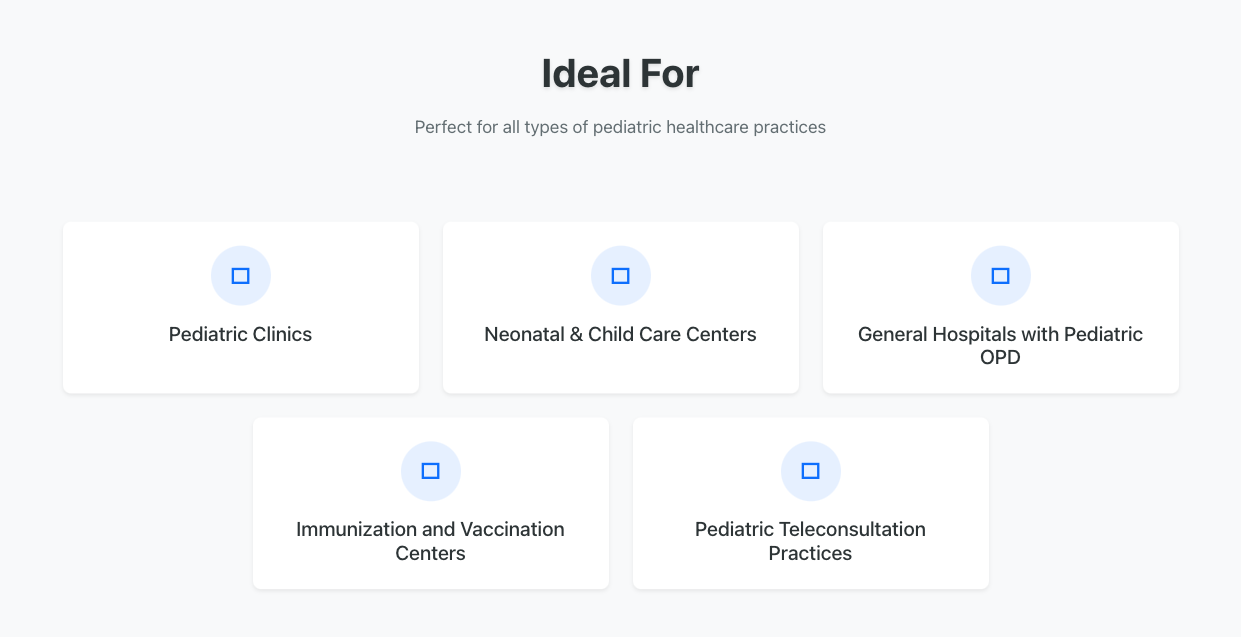 Ideal For
Perfect for all types of pediatric healthcare practices
Pediatric Clinics
Neonatal & Child Care Centers
General Hospitals with Pediatric
OPD
Immunization and Vaccination
Centers
Pediatric Teleconsultation
Practices